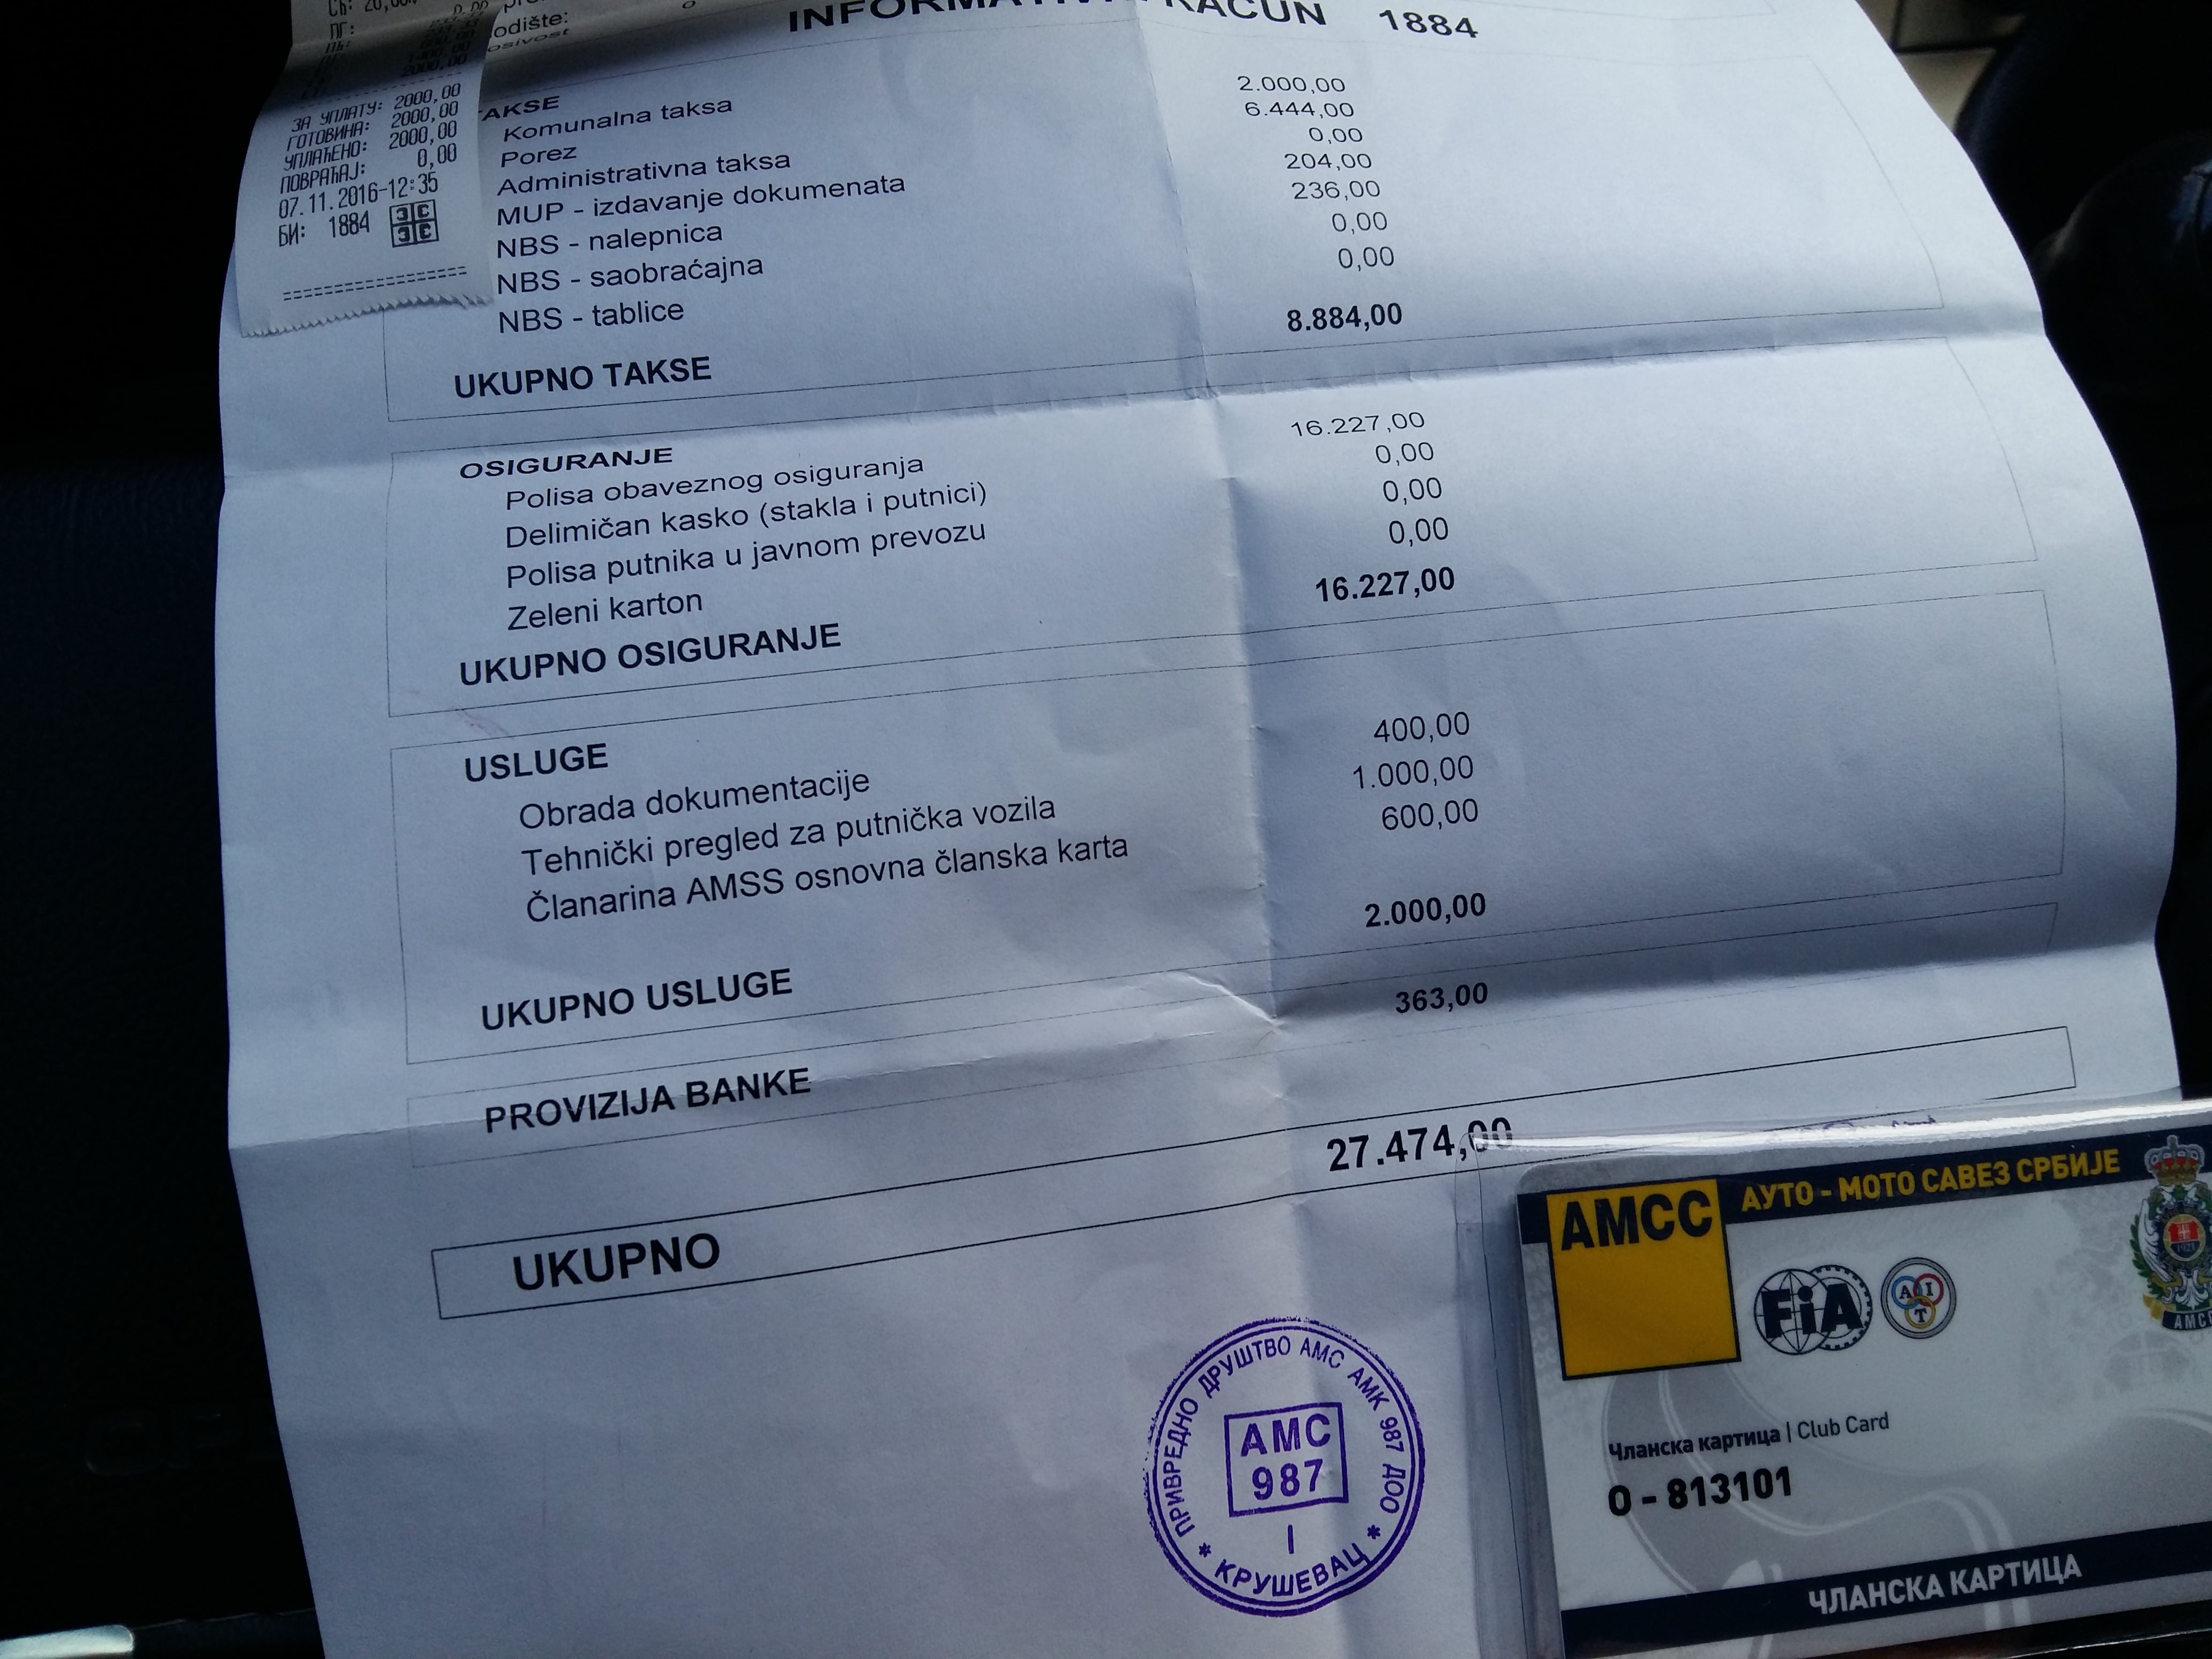 ЗА УПЛАТУ: 2000,00
ГОТОВИНА: 2000,00
УПЛАЋЕНО: 2000,00
ПОВРАЋАЈ: 0,00
07.11.2016-12:35
БИ: 1884
odište:
RAČUN 1884
TAKSE
Komunalna taksa 2.000,00
Porez 6.444,00
Administrativna taksa 0,00
MUP - izdavanje dokumenata 204,00
NBS - nalepnica 236,00
NBS - saobraćajna 0,00
NBS - tablice 0,00
UKUPNO TAKSE 8.884,00
OSIGURANJE
Polisa obaveznog osiguranja 16.227,00
Delimičan kasko (stakla i putnici) 0,00
Polisa putnika u javnom prevozu 0,00
Zeleni karton 0,00
UKUPNO OSIGURANJE 16.227,00
USLUGE
Obrada dokumentacije 400,00
Tehnički pregled za putnička vozila 1.000,00
Članarina AMSS osnovna članska karta 600,00
UKUPNO USLUGE 2.000,00
PROVIZIJA BANKE 363,00
UKUPNO 27.474,00
ПРИВРЕДНО ДРУШТВО АМС АМК 987 ДОО
АМС
987
I
* КРУШЕВАЦ *
АМСС
АУТО - МОТО САВЕЗ СРБИЈЕ
FiA
A I T
Чланска картица | Club Card
0 - 813101
ЧЛАНСКА КАРТИЦА